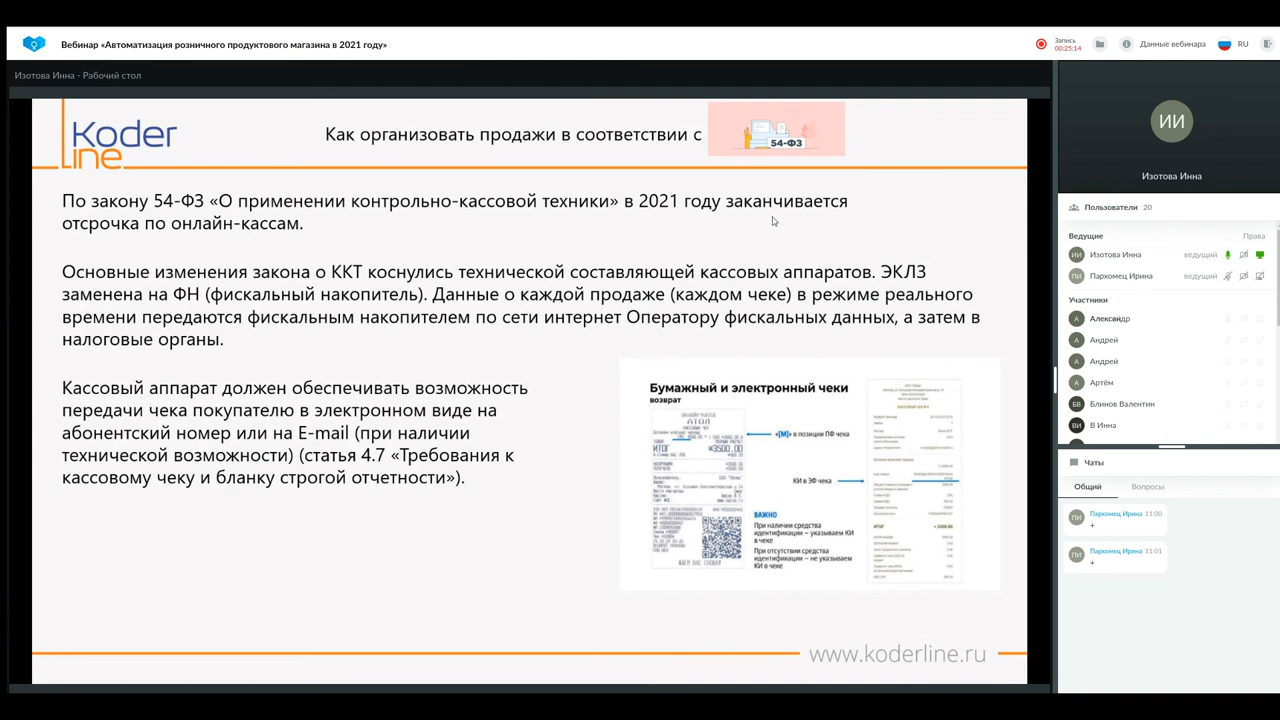 Вебинар «Автоматизация розничного продуктового магазина в 2021 году»
Запись
00:25:14
Данные вебинара
RU
Изотова Инна - Рабочий стол
Koder
line
Как организовать продажи в соответствии с
54-ФЗ
По закону 54-ФЗ «О применении контрольно-кассовой техники» в 2021 году заканчивается
отсрочка по онлайн-кассам.
Основные изменения закона о ККТ коснулись технической составляющей кассовых аппаратов. ЭКЛЗ
заменена на ФН (фискальный накопитель). Данные о каждой продаже (каждом чеке) в режиме реального
времени передаются фискальным накопителем по сети интернет Оператору фискальных данных, а затем в
налоговые органы.
Кассовый аппарат должен обеспечивать возможность
передачи чека покупателю в электронном виде на
абонентский номер или на E-mail (при наличии
технической возможности) (статья 4.7 «Требования к
кассовому чеку и бланку строгой отчетности»).
Бумажный и электронный чеки
возврат
АТОЛ
ИТОГ
=3500.00
«[М]» в позиции ПФ чека
КИ в ЭФ чека
ВАЖНО
При наличии средства
идентификации – указываем КИ
в чеке
При отсутствии средства
идентификации – не указываем
КИ в чеке
ИТОГ
www.koderline.ru
ИИ
Изотова Инна
Пользователи 20
Ведущие
Права
ИИ Изотова Инна ведущий
ПИ Пархомец Ирина ведущий
Участники
А Александр
А Андрей
А Андрей
А Артём
БВ Блинов Валентин
ВИ В Инна
Чаты
Общий
Вопросы
ПИ Пархомец Ирина 11:00
+
ПИ Пархомец Ирина 11:01
+